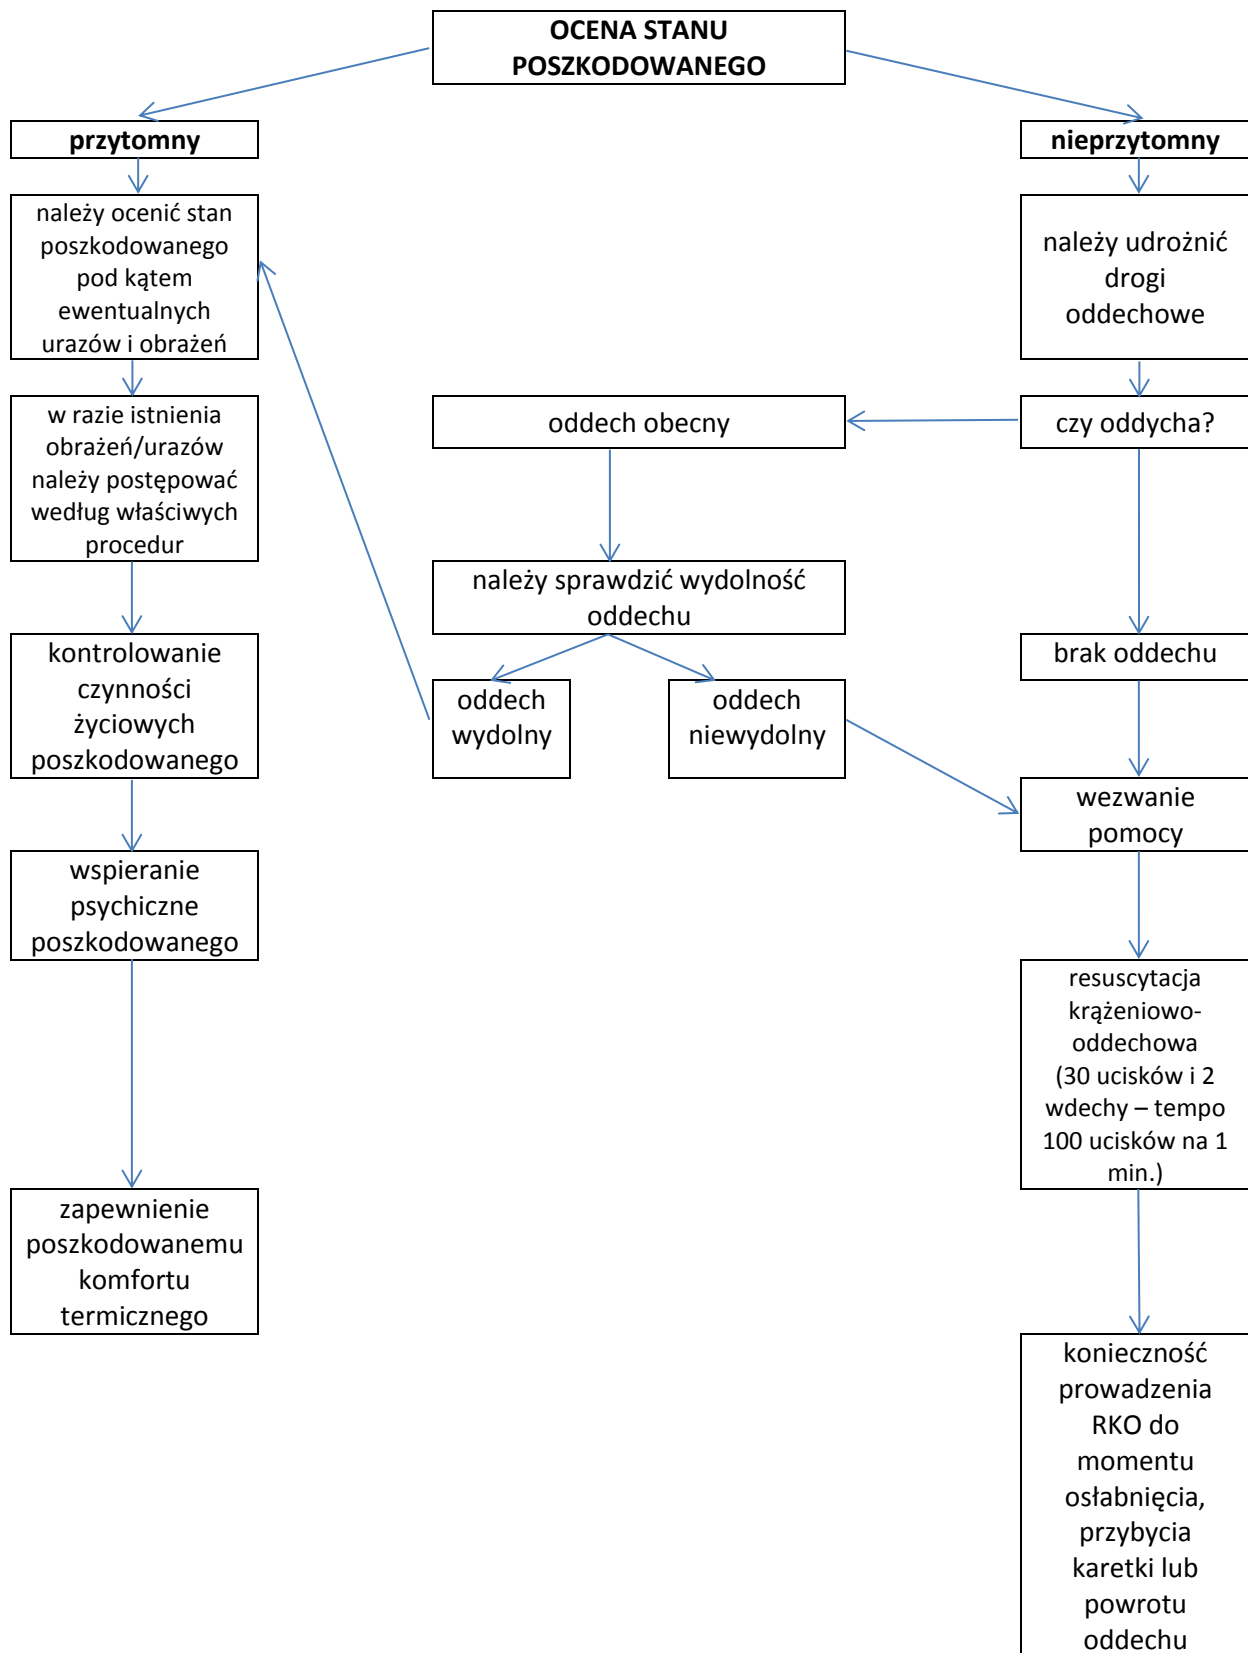 OCENA STANU
POSZKODOWANEGO
przytomny
nieprzytomny
należy ocenić stan
poszkodowanego
pod kątem
ewentualnych
urazów i obrażeń
należy udrożnić
drogi
oddechowe
w razie istnienia
obrażeń/urazów
należy postępować
według właściwych
procedur
oddech obecny
czy oddycha?
należy sprawdzić wydolność
oddechu
kontrolowanie
czynności
życiowych
poszkodowanego
brak oddechu
oddech
wydolny
oddech
niewydolny
wezwanie
pomocy
wspieranie
psychiczne
poszkodowanego
resuscytacja
krążeniowo-
oddechowa
(30 ucisków i 2
wdechy – tempo
100 ucisków na 1
min.)
zapewnienie
poszkodowanemu
komfortu
termicznego
konieczność
prowadzenia
RKO do
momentu
osłabnięcia,
przybycia
karetki lub
powrotu
oddechu